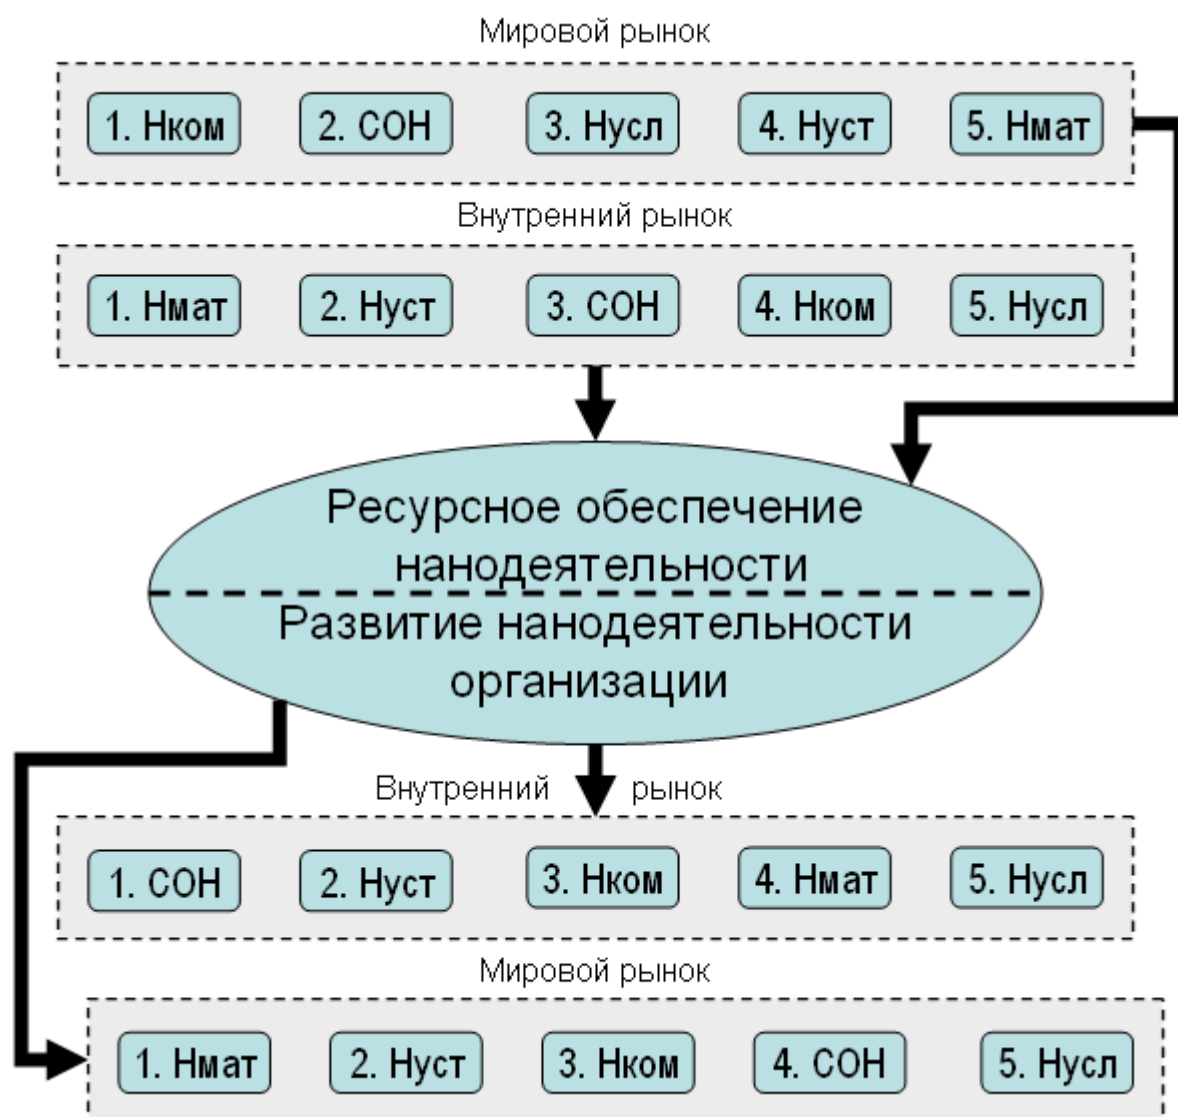 Мировой рынок
1. Нком 2. СОН 3. Нусл 4. Нуст 5. Нмат
Внутренний рынок
1. Нмат 2. Нуст 3. СОН 4. Нком 5. Нусл
Ресурсное обеспечение
нанодеятельности
Развитие нанодеятельности
организации
Внутренний рынок
1. СОН 2. Нуст 3. Нком 4. Нмат 5. Нусл
Мировой рынок
1. Нмат 2. Нуст 3. Нком 4. СОН 5. Нусл